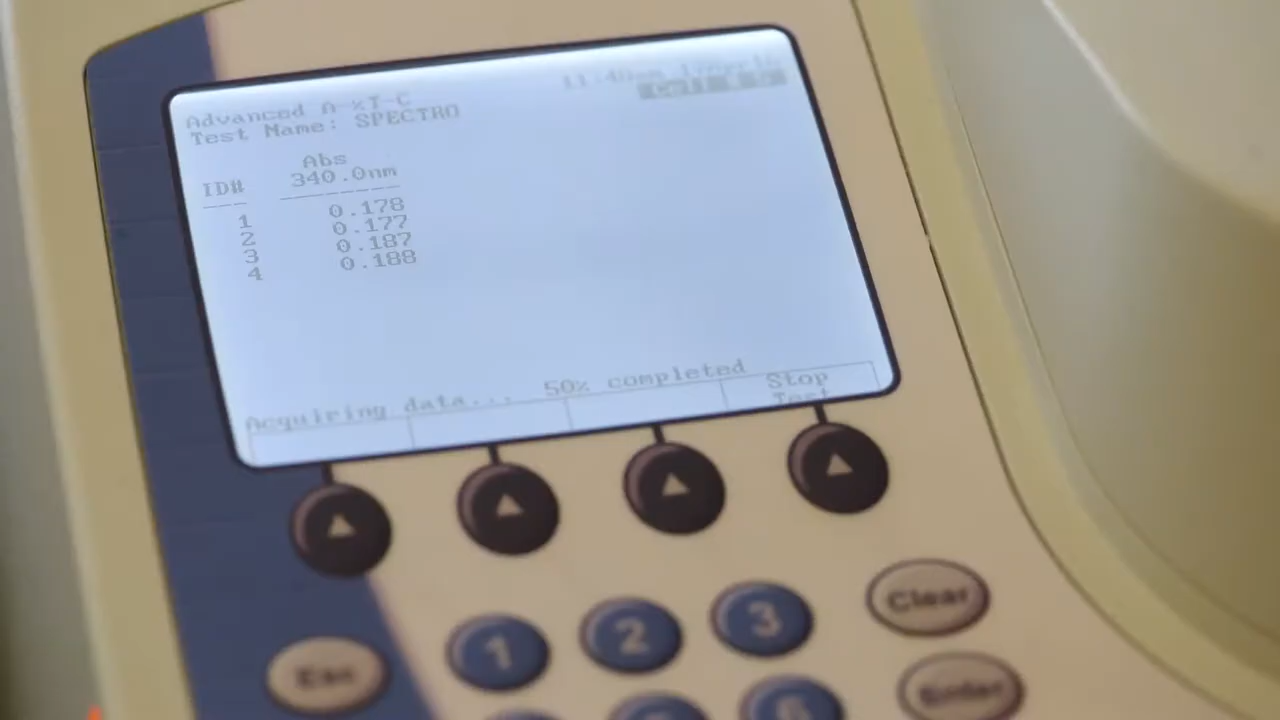 Advanced A-%T-C
Test Name: SPECTRO
Abs
ID# 340.0nm
1 0.178
2 0.177
3 0.187
4 0.188
Acquiring data... 50% completed
Stop
Test
1 2 3 Clear
Esc
Enter